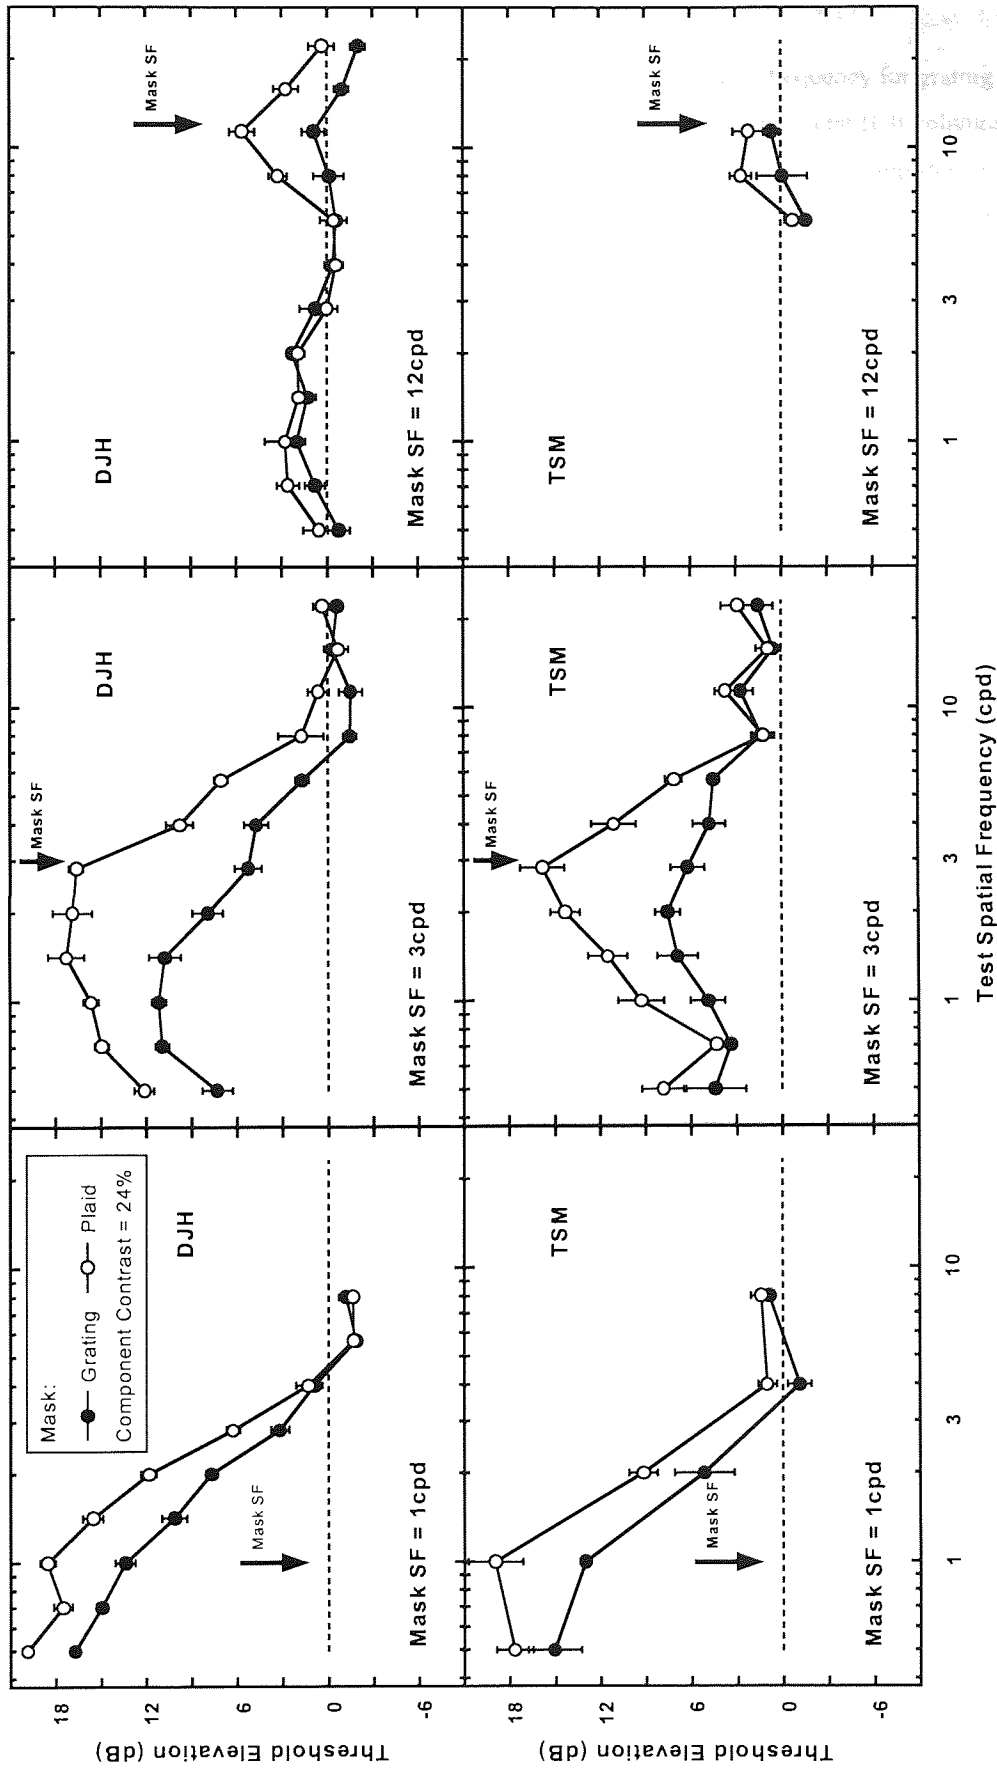 Threshold Elevation (dB)
18
12
6
0
-6
Mask:
Grating
Plaid
Component Contrast = 24%
DJH
Mask SF
Mask SF = 1cpd
DJH
Mask SF
Mask SF = 3cpd
DJH
Mask SF
Mask SF = 12cpd
Threshold Elevation (dB)
18
12
6
0
-6
TSM
Mask SF
Mask SF = 1cpd
TSM
Mask SF
Mask SF = 3cpd
TSM
Mask SF
Mask SF = 12cpd
1
3
10
1
3
10
1
3
10
Test Spatial Frequency (cpd)
for grating